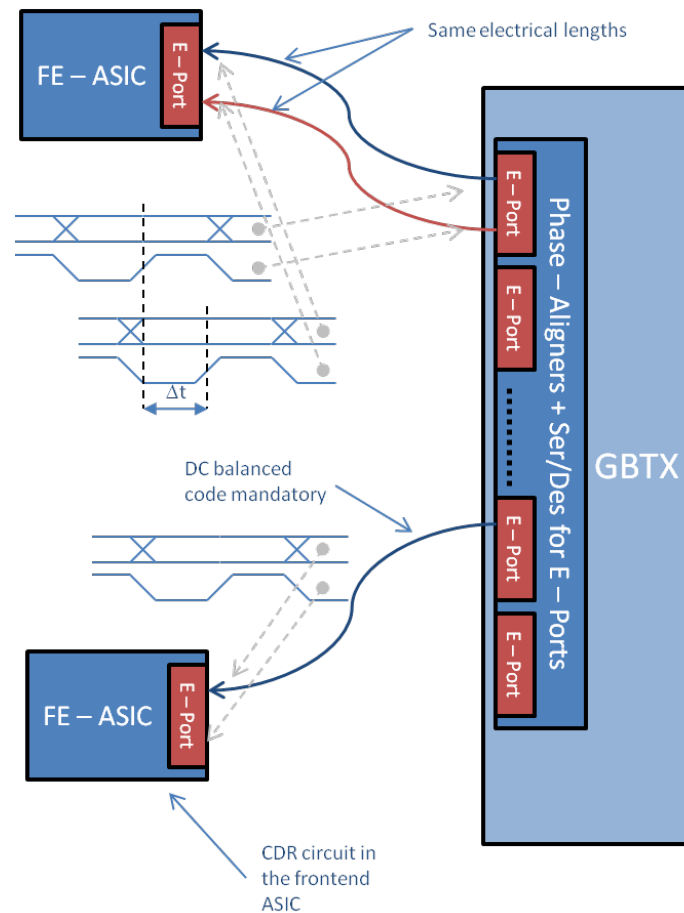 Same electrical lengths
FE – ASIC
E – Port
E – Port
E – Port
Phase – Aligners + Ser/Des for E – Ports
GBTX
Δt
DC balanced
code mandatory
E – Port
E – Port
FE – ASIC
E – Port
CDR circuit in
the frontend
ASIC